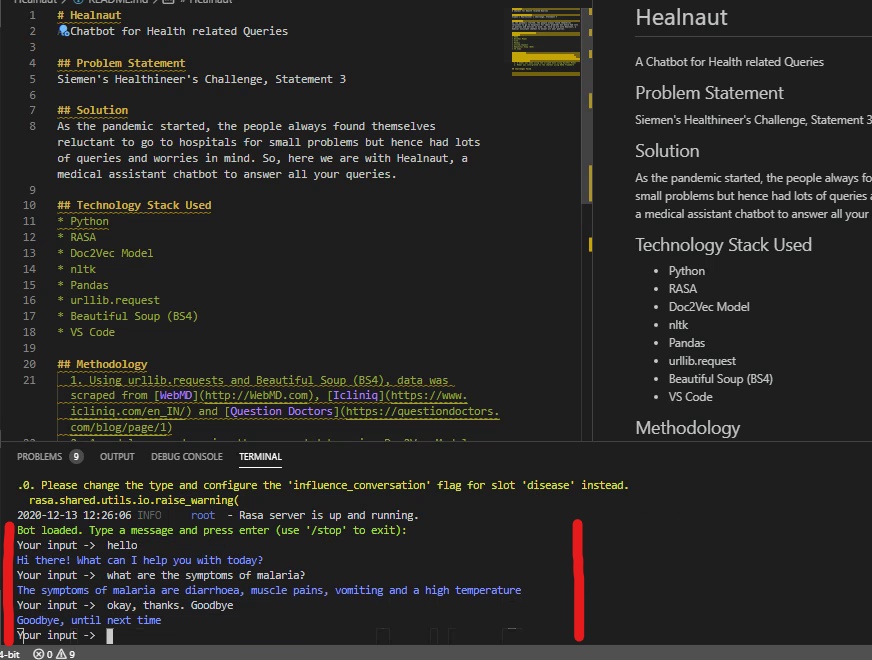 Healnaut > README.md > # Healnaut
1 # Healnaut
2 Chatbot for Health related Queries
3
4 ## Problem Statement
5 Siemen's Healthineer's Challenge, Statement 3
6
7 ## Solution
8 As the pandemic started, the people always found themselves
reluctant to go to hospitals for small problems but hence had lots
of queries and worries in mind. So, here we are with Healnaut, a
medical assistant chatbot to answer all your queries.
9
10 ## Technology Stack Used
11 * Python
12 * RASA
13 * Doc2Vec Model
14 * nltk
15 * Pandas
16 * urllib.request
17 * Beautiful Soup (BS4)
18 * VS Code
19
20 ## Methodology
21 1. Using urllib.requests and Beautiful Soup (BS4), data was
scraped from [WebMD](http://WebMD.com), [Icliniq](https://www.
icliniq.com/en_IN/) and [Question Doctors](https://questiondoctors.
com/blog/page/1)
Healnaut
A Chatbot for Health related Queries
Problem Statement
Siemen's Healthineer's Challenge, Statement 3
Solution
As the pandemic started, the people always fo
small problems but hence had lots of queries a
a medical assistant chatbot to answer all your
Technology Stack Used
• Python
• RASA
• Doc2Vec Model
• nltk
• Pandas
• urllib.request
• Beautiful Soup (BS4)
• VS Code
Methodology
PROBLEMS 9 OUTPUT DEBUG CONSOLE TERMINAL
.0. Please change the type and configure the 'influence_conversation' flag for slot 'disease' instead.
rasa.shared.utils.io.raise_warning(
2020-12-13 12:26:06 INFO root - Rasa server is up and running.
Bot loaded. Type a message and press enter (use '/stop' to exit):
Your input -> hello
Hi there! What can I help you with today?
Your input -> what are the symptoms of malaria?
The symptoms of malaria are diarrhoea, muscle pains, vomiting and a high temperature
Your input -> okay, thanks. Goodbye
Goodbye, until next time
Your input ->
4-bit 0 9